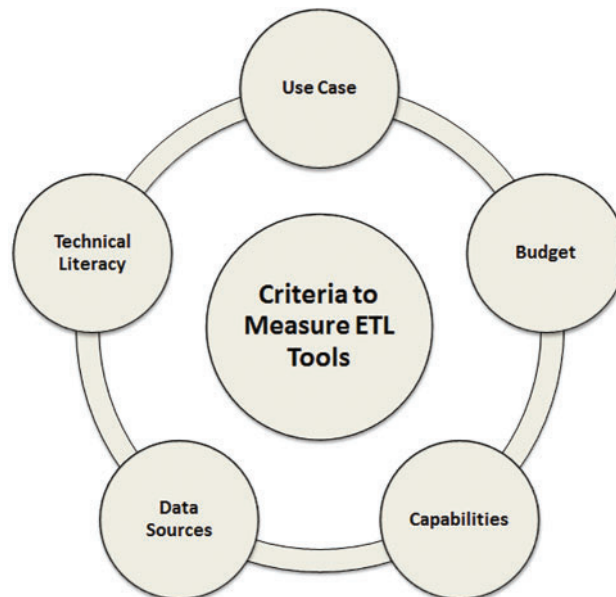 Use Case
Technical
Literacy
Budget
Criteria to
Measure ETL
Tools
Data
Sources
Capabilities